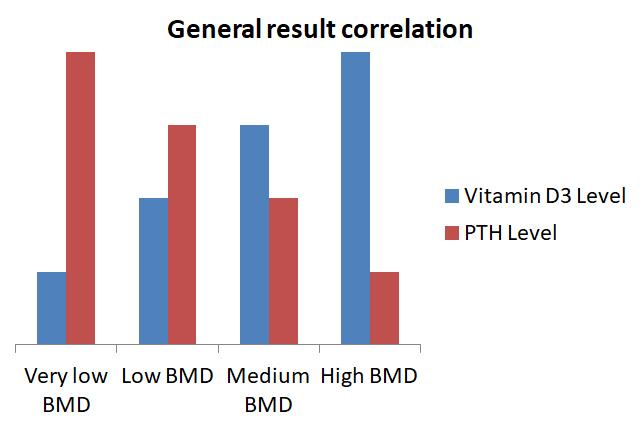 General result correlation
Vitamin D3 Level
PTH Level
Very low
BMD
Low BMD
Medium
BMD
High BMD